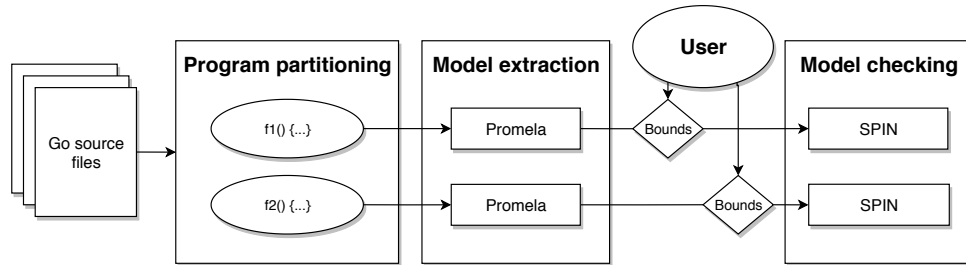 User
Program partitioning
Model extraction
Model checking
f1() {...}
Promela
Bounds
SPIN
Go source
files
f2() {...}
Promela
Bounds
SPIN